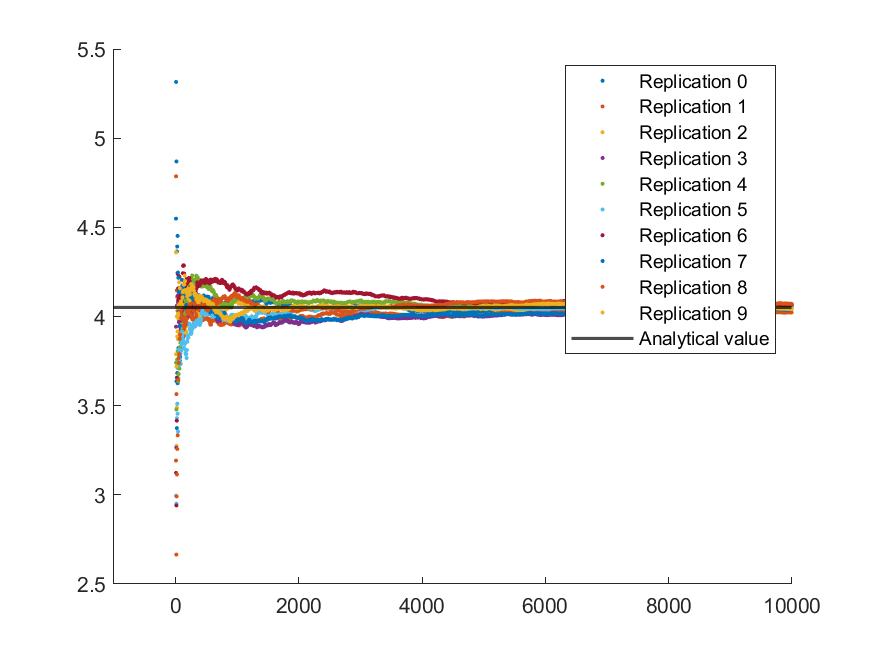 5.5
5
4.5
4
3.5
3
2.5
0
2000
4000
6000
8000
10000
Replication 0
Replication 1
Replication 2
Replication 3
Replication 4
Replication 5
Replication 6
Replication 7
Replication 8
Replication 9
Analytical value